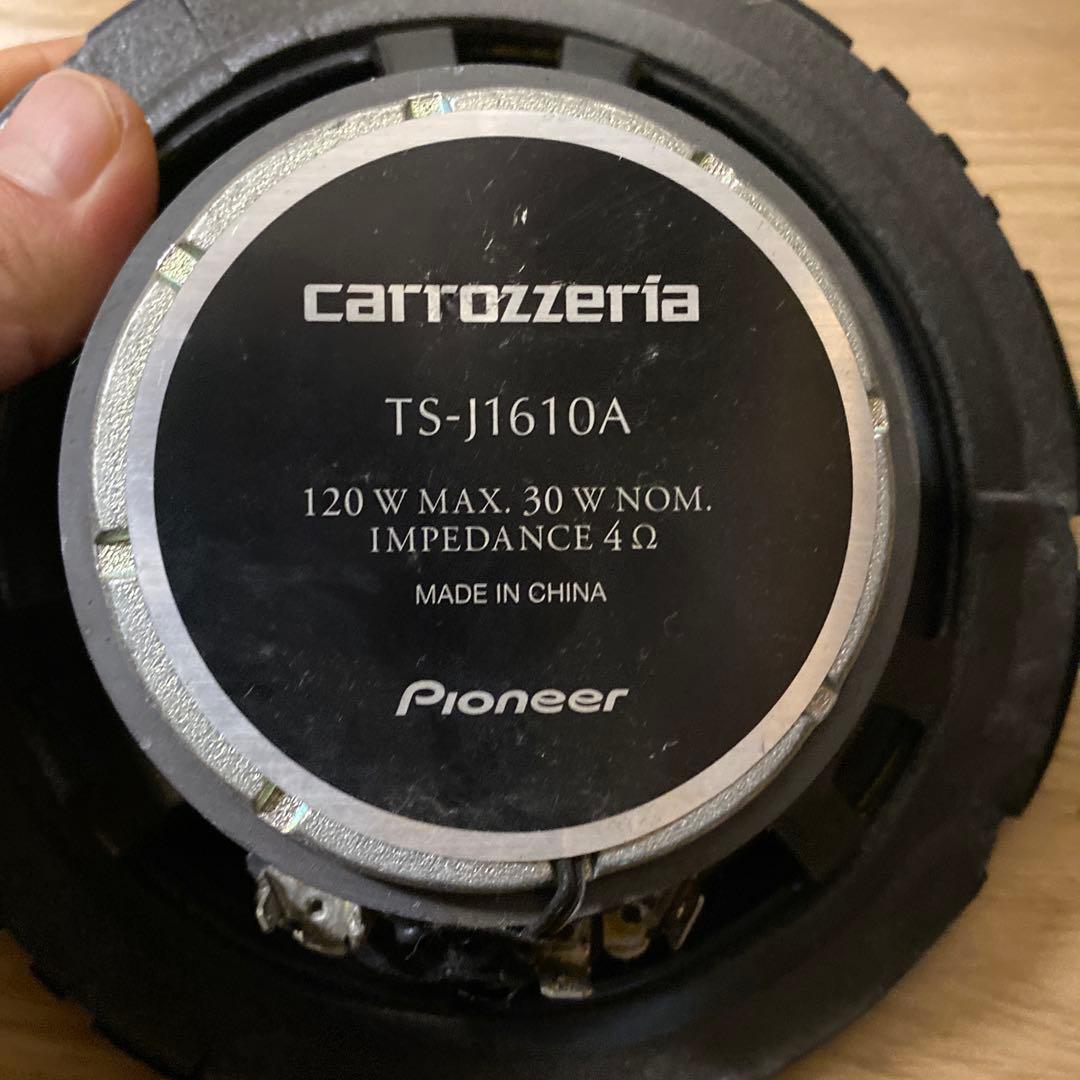 carrozzeria
TS-J1610A
120 W MAX. 30 W NOM.
IMPEDANCE 4 Ω
MADE IN CHINA
Pioneer